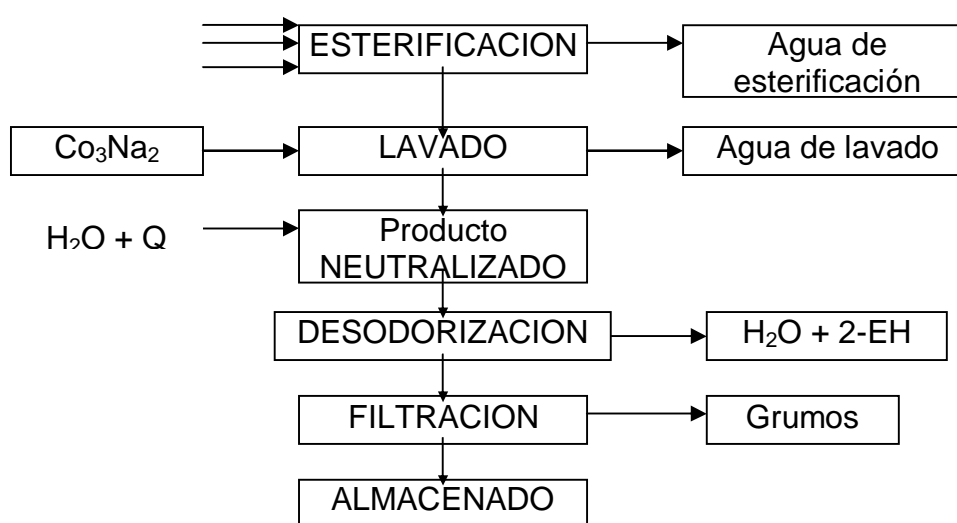 ESTERIFICACION
Agua de
esterificación
Co₃Na₂
LAVADO
Agua de lavado
H₂O + Q
Producto
NEUTRALIZADO
DESODORIZACION
H₂O + 2-EH
FILTRACION
Grumos
ALMACENADO